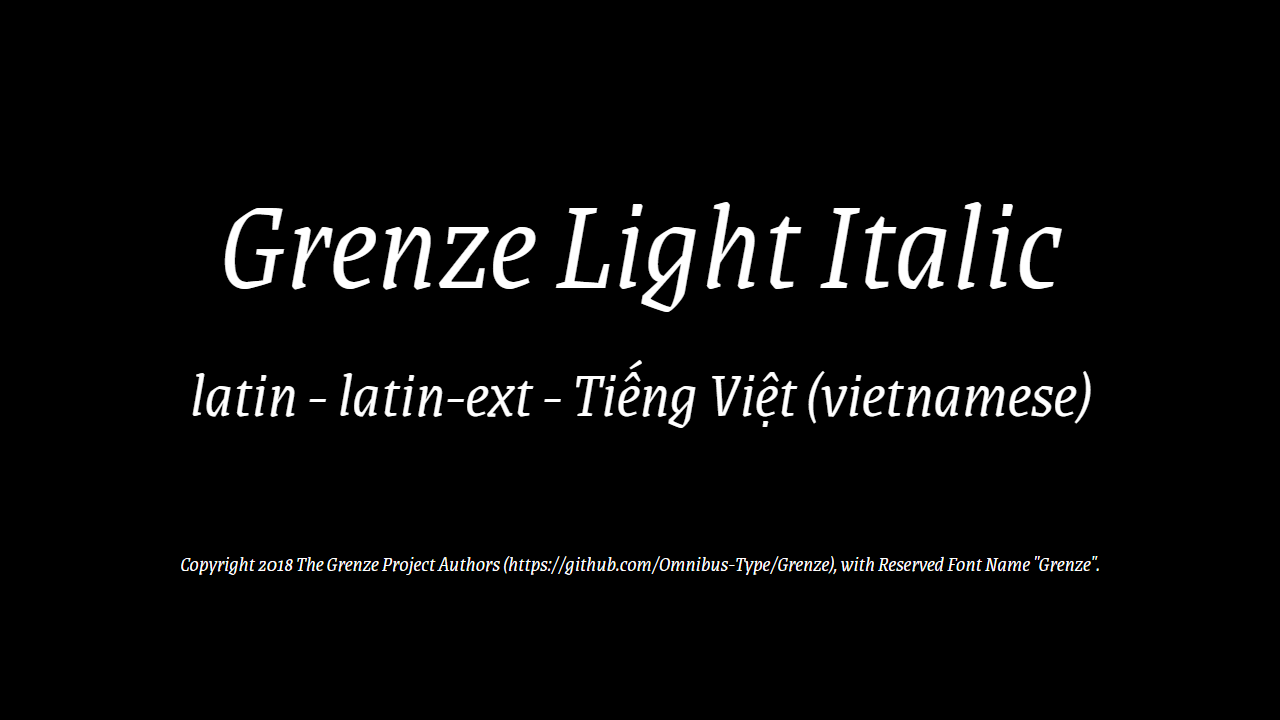 Grenze Light Italic
latin - latin-ext - Tiếng Việt (vietnamese)
Copyright 2018 The Grenze Project Authors (https://github.com/Omnibus-Type/Grenze), with Reserved Font Name "Grenze".